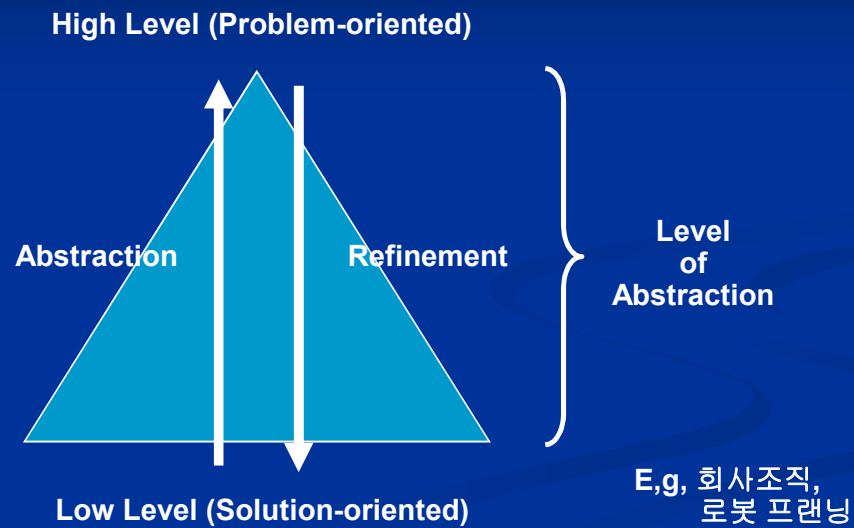 High Level (Problem-oriented)
Abstraction
Refinement
Level
of
Abstraction
Low Level (Solution-oriented)
E,g, 회사조직,
로봇 프랜닝